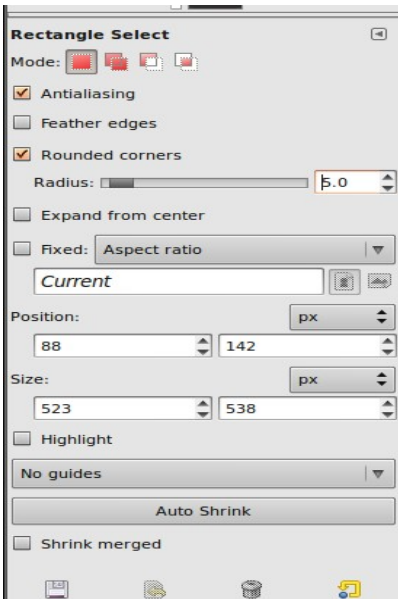 Rectangle Select
Mode:
Antialiasing
Feather edges
Rounded corners
Radius: 5.0
Expand from center
Fixed: Aspect ratio
Current
Position: px
88 142
Size: px
523 538
Highlight
No guides
Auto Shrink
Shrink merged